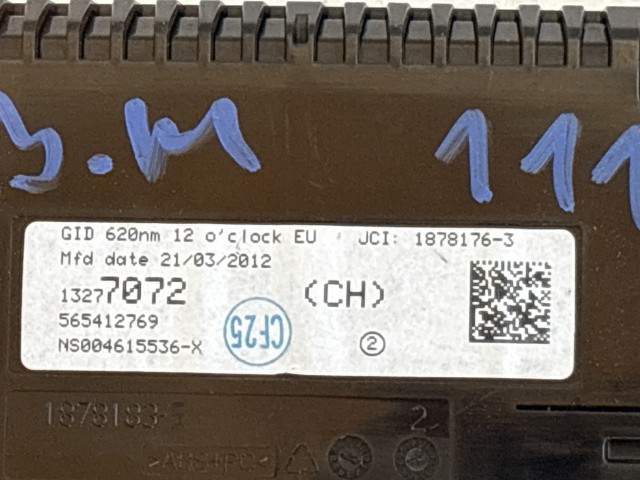 3.M 111
GID 620nm 12 o'clock EU JCI: 1878176-3
Mfd date 21/03/2012
13277072 (CH)
565412769
NS004615536-X
CF25
2
1878183-5
2
>ABS+PC<